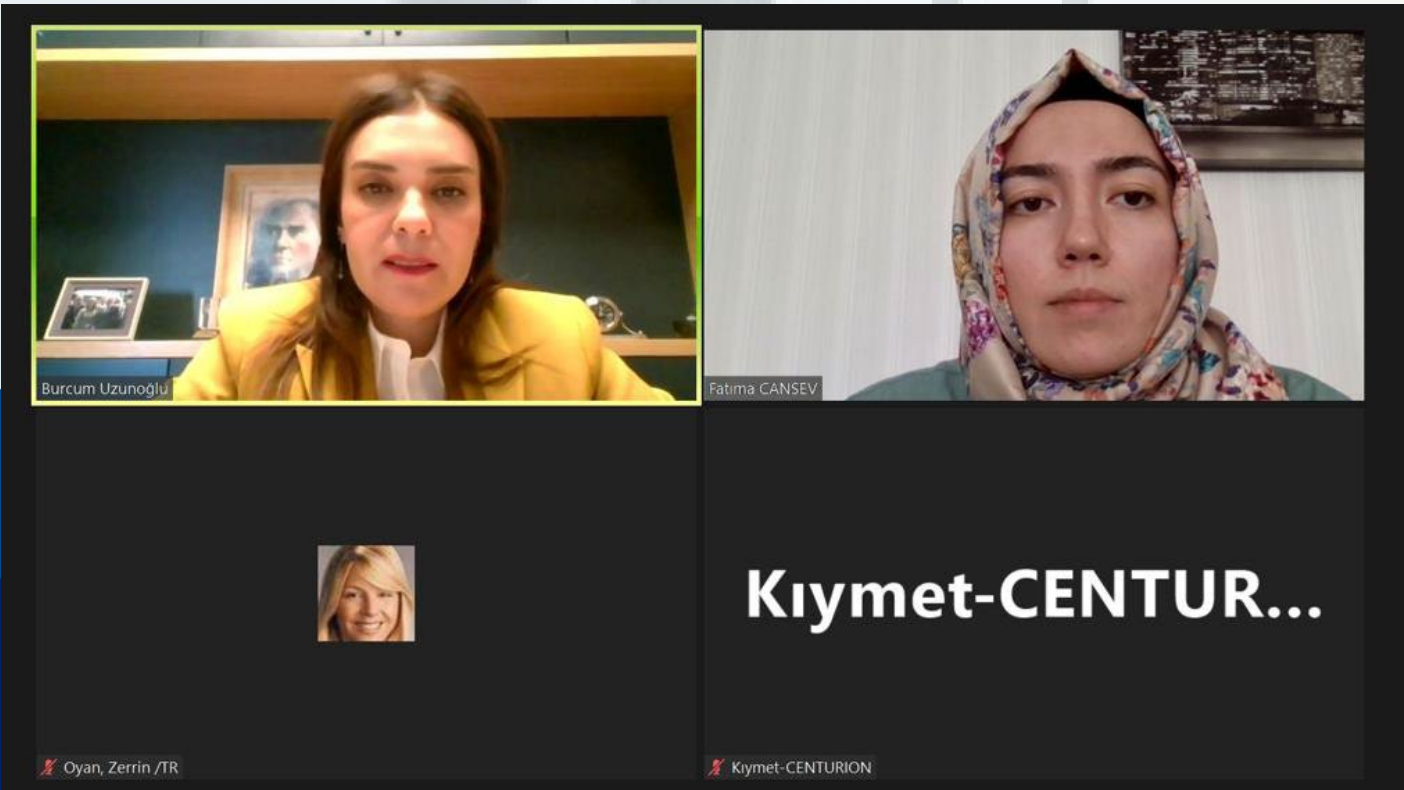 Burcum Uzunoğlu
Fatıma CANSEV
Kıymet-CENTUR...
Oyan, Zerrin /TR
Kıymet-CENTURION